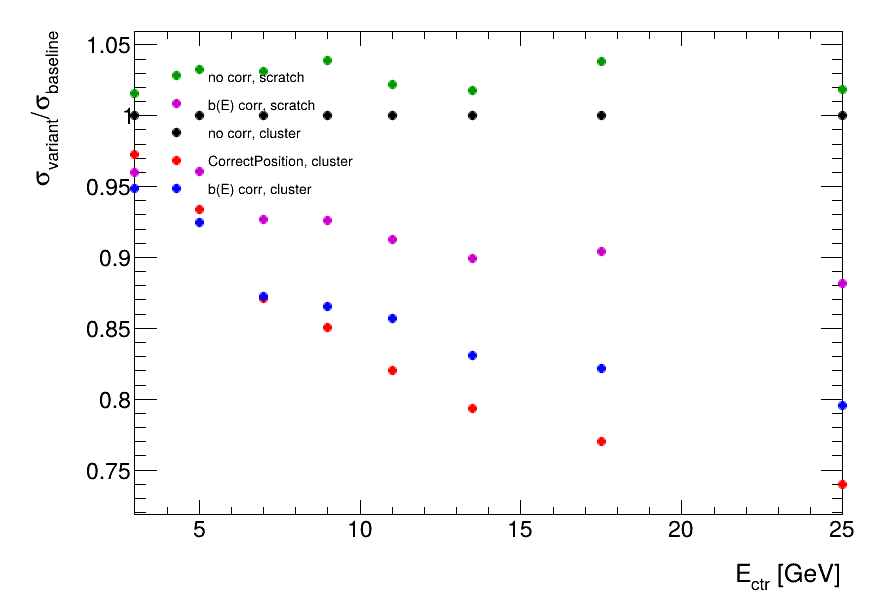 σvariant/σbaseline
1.05
1
0.95
0.9
0.85
0.8
0.75
no corr, scratch
b(E) corr, scratch
no corr, cluster
CorrectPosition, cluster
b(E) corr, cluster
5 10 15 20 25
Ectr [GeV]